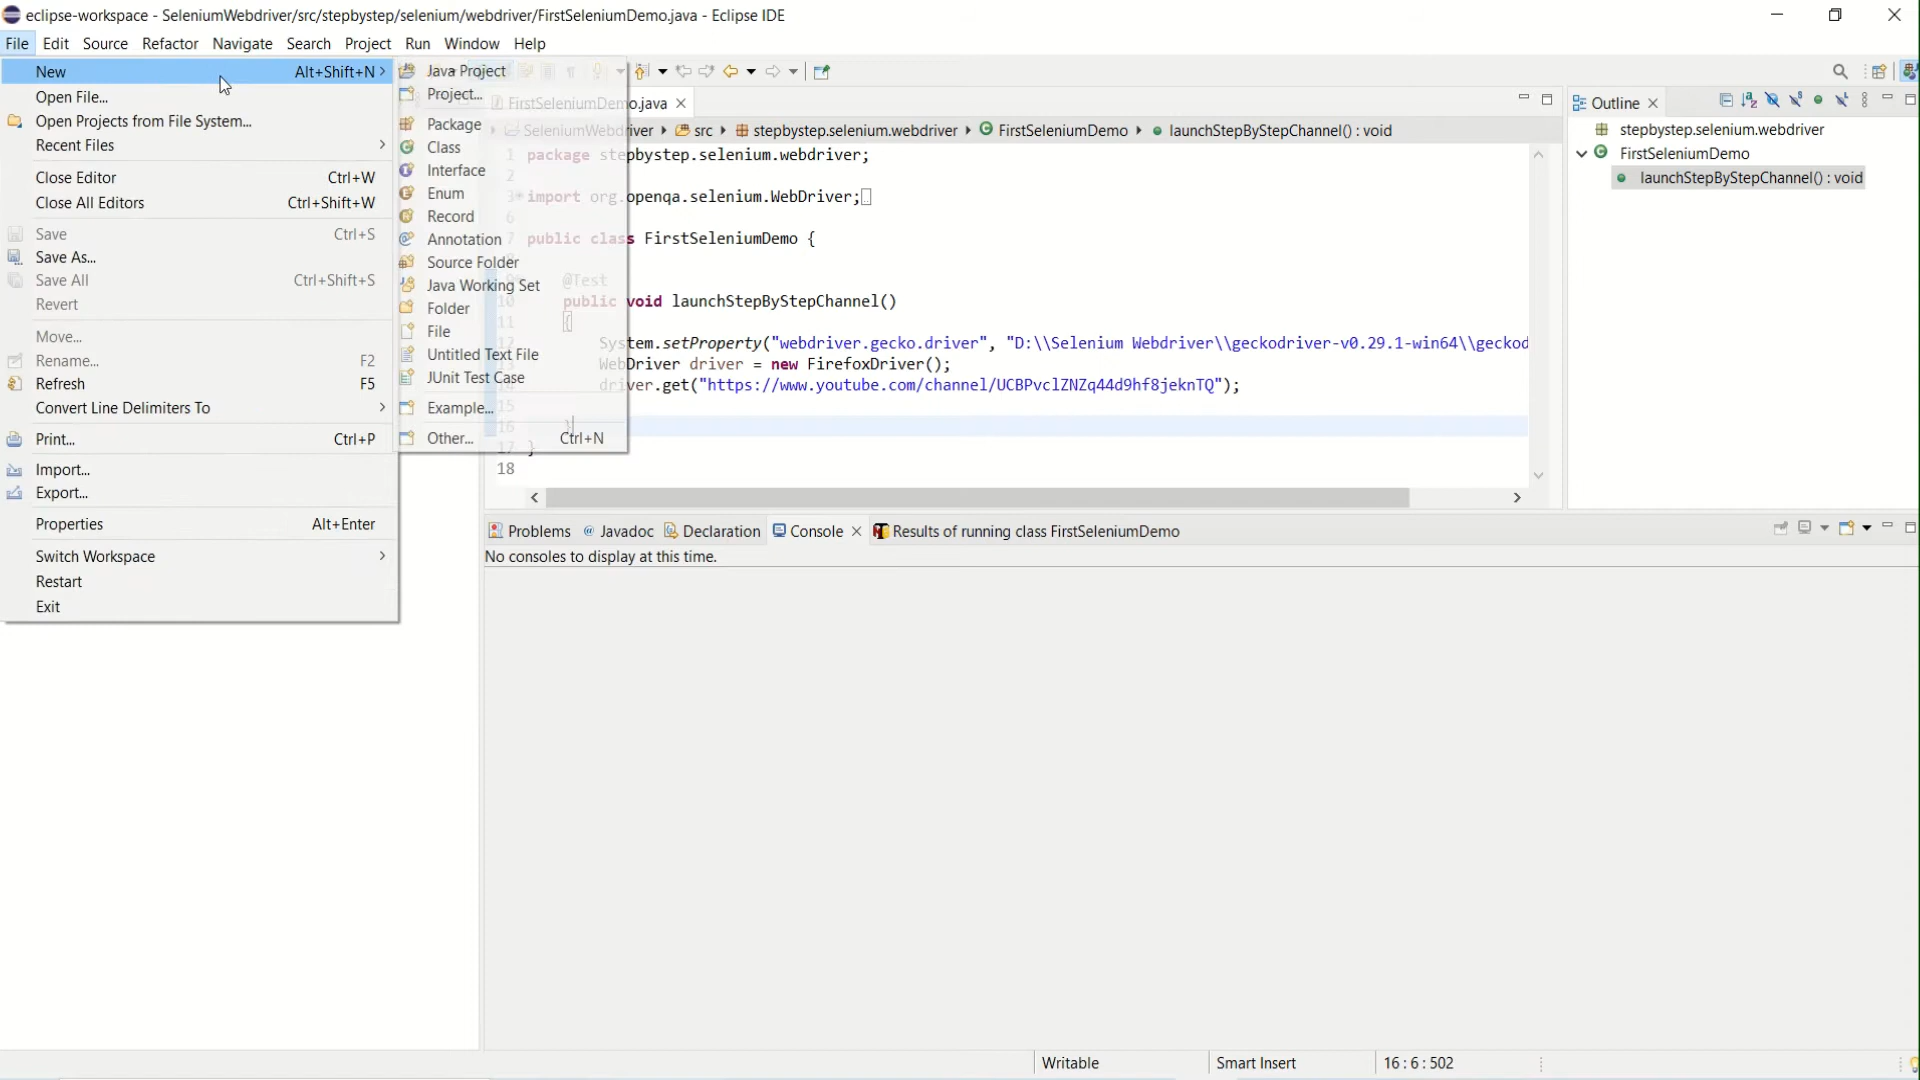 eclipse-workspace - SeleniumWebdriver/src/stepbystep/selenium/webdriver/FirstSeleniumDemo.java - Eclipse IDE
File Edit Source Refactor Navigate Search Project Run Window Help
New Alt+Shift+N
Open File...
Open Projects from File System...
Recent Files
Close Editor Ctrl+W
Close All Editors Ctrl+Shift+W
Save Ctrl+S
Save As...
Save All Ctrl+Shift+S
Revert
Move...
Rename... F2
Refresh F5
Convert Line Delimiters To
Print... Ctrl+P
Import...
Export...
Properties Alt+Enter
Switch Workspace
Restart
Exit
Java Project
Project...
Package
Class
Interface
Enum
Record
Annotation
Source Folder
Java Working Set
Folder
File
Untitled Text File
JUnit Test Case
Example...
Other... Ctrl+N
FirstSeleniumDemo.java
SeleniumWebdriver src stepbystep.selenium.webdriver FirstSeleniumDemo launchStepByStepChannel() : void
1 package stepbystep.selenium.webdriver;
2
3 import org.openqa.selenium.WebDriver;
6
7 public class FirstSeleniumDemo {
@Test
10 public void launchStepByStepChannel()
11 {
System.setProperty("webdriver.gecko.driver", "D:\\Selenium Webdriver\\geckodriver-v0.29.1-win64\\geckod
WebDriver driver = new FirefoxDriver();
driver.get("https://www.youtube.com/channel/UCBPvclZNZq44d9hf8jeknTQ");
15
16 }
17 }
18
Outline
stepbystep.selenium.webdriver
FirstSeleniumDemo
launchStepByStepChannel() : void
Problems Javadoc Declaration Console Results of running class FirstSeleniumDemo
No consoles to display at this time.
Writable Smart Insert 16 : 6 : 502